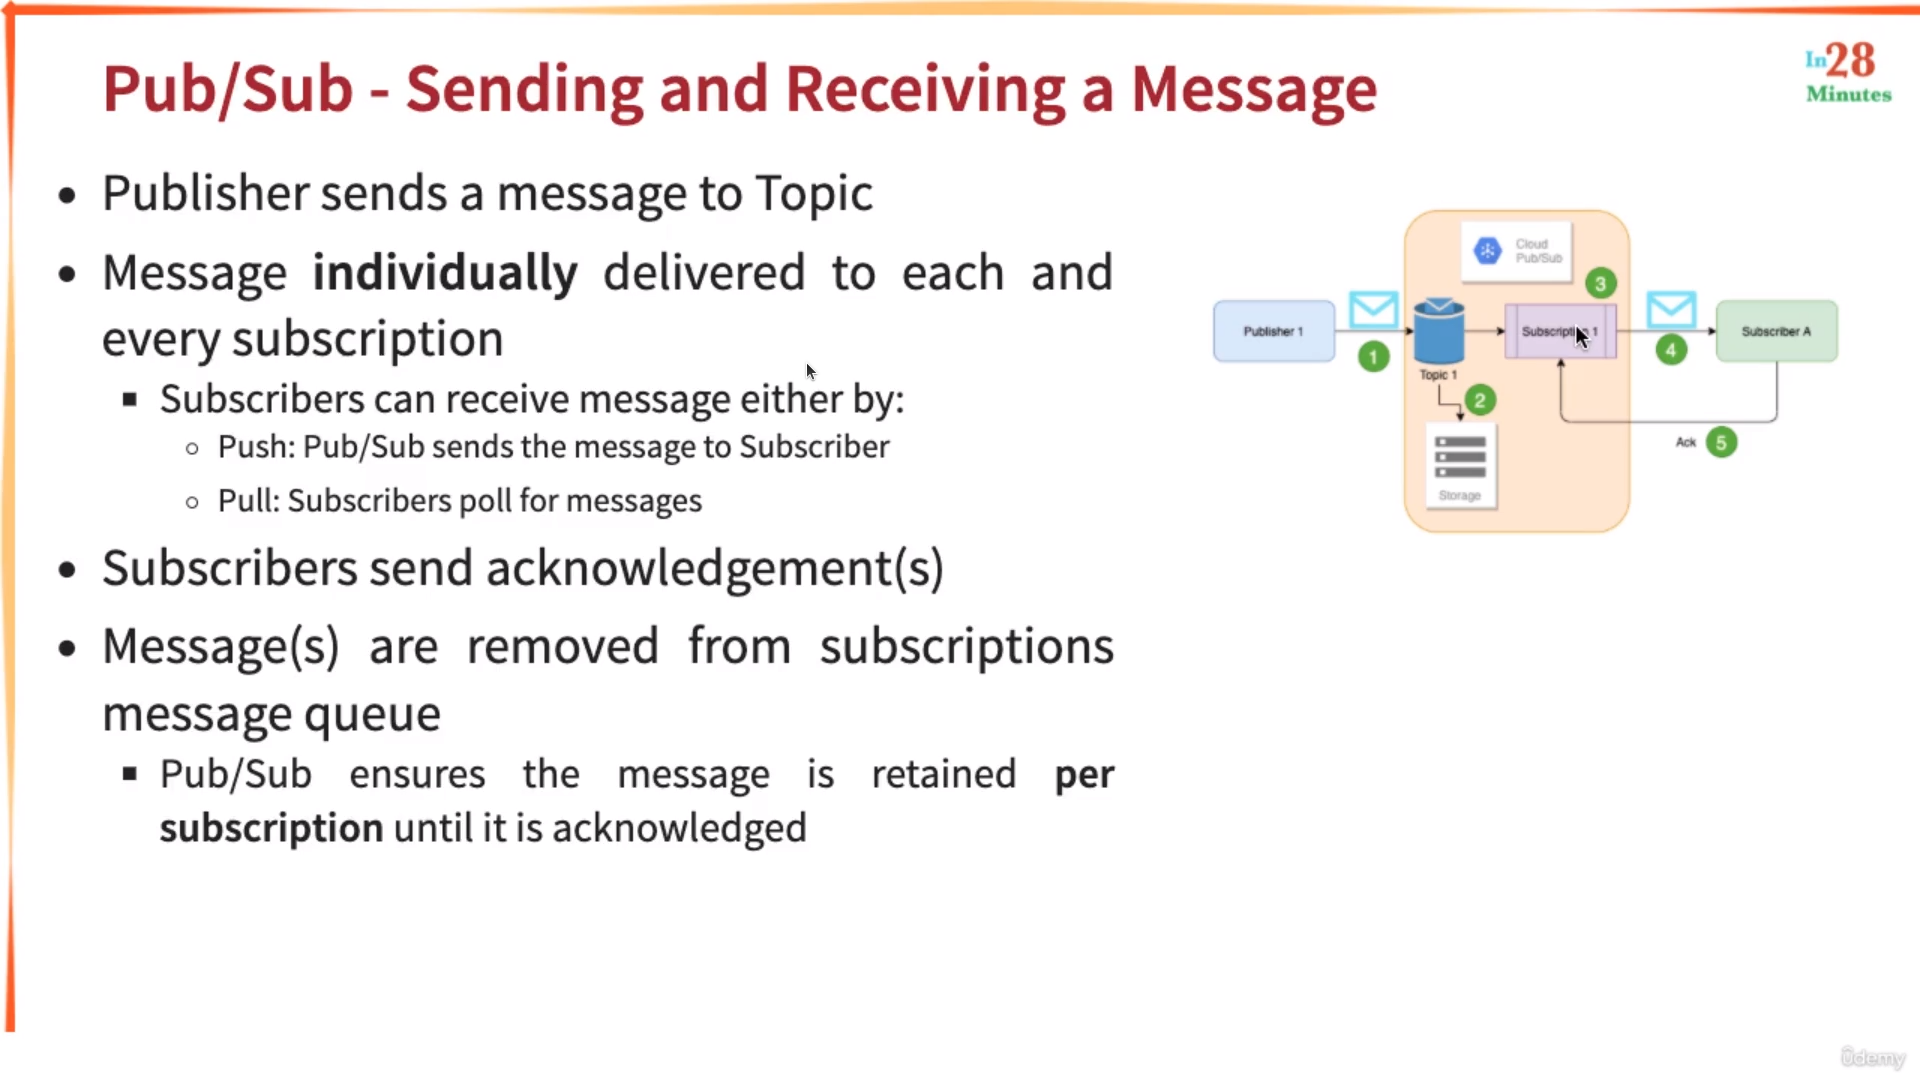 Pub/Sub - Sending and Receiving a Message
In28
Minutes
• Publisher sends a message to Topic
• Message individually delivered to each and
every subscription
▪ Subscribers can receive message either by:
○ Push: Pub/Sub sends the message to Subscriber
○ Pull: Subscribers poll for messages
• Subscribers send acknowledgement(s)
• Message(s) are removed from subscriptions
message queue
▪ Pub/Sub ensures the message is retained per
subscription until it is acknowledged
Cloud
Pub/Sub
3
Publisher 1
Subscription 1
Subscriber A
1
4
Topic 1
2
Ack
5
Storage
ûdemy